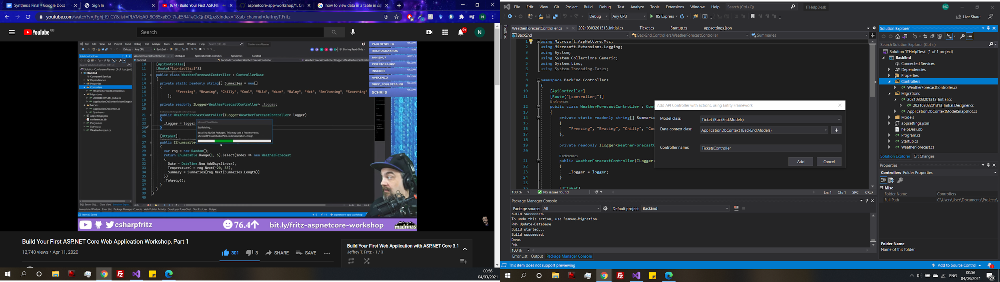 Synthesis Final - Google Docs
Sign In
(674) Build Your First ASP.NE
aspnetcore-app-workshop/1. Cre
how to view data in a table in sql
youtube.com/watch?v=jFghj_l9-CY&list=PLVMqA0_8O85xeEO_7faE5R41eCkQnDQpz&index=1&ab_channel=JeffreyT.Fritz
YouTube GB
Search
9+
N
File Edit View Git Project Build Debug Test Analyze Tools Extensions Window Help Search (Ctrl+Q) ConferencePlanner
Debug Any CPU BackEnd Sharing Read-Only
Solution Explorer
WeatherForecastController.cs Startup.cs ApplicationDbContext.cs Speaker.cs BackEnd
BackEnd BackEnd.Controllers.WeatherForecastController
Search Solution Explorer (Ctrl+;)
Solution 'ConferencePlanner' (1 of 1 project)
BackEnd
Connected Services
Dependencies
Properties
Controllers
WeatherForecastController.cs
Migrations
20200403155414_Initial.cs
ApplicationDbContextModelSnapsh
Models
ApplicationDbContext.cs
Speaker.cs
appsettings.json
conferences.db
Program.cs
Startup.cs
WeatherForecast.cs
10 [ApiController]
11 [Route("[controller]")]
12 public class WeatherForecastController : ControllerBase
13 {
14 private static readonly string[] Summaries = new[]
15 {
16 "Freezing", "Bracing", "Chilly", "Cool", "Mild", "Warm", "Balmy", "Hot", "Sweltering", "Scorching"
17 };
18
19 private readonly ILogger<WeatherForecastController> _logger;
20
21 public WeatherForecastController(ILogger<WeatherForecastController> logger)
22 {
23 _logger = logger;
24 }
25
26 [HttpGet]
27 public IEnumerable<
28 {
29 var rng = new Random();
30 return Enumerable.Range(1, 5).Select(index => new WeatherForecast
31 {
32 Date = DateTime.Now.AddDays(index),
33 TemperatureC = rng.Next(-20, 55),
34 Summary = Summaries[rng.Next(Summaries.Length)]
35 })
36 .ToArray();
37 }
38 }
39 }
40
Microsoft Visual Studio
Scaffolding...
Installing NuGet Packages. This may take a few moments.
Microsoft.VisualStudio.Web.CodeGeneration.Design
PAULDENDULK FOLLOW
RAGNOARAKNOS SUB
JANISKU7 HOST - 1
PRIESTOSAURO FOLLOW
INSCORE FOLLOW
AVEKENZO FOLLOW
DREC_SOULSTEALER FOLLOW
SCHRIIS FOLLOW
SQL Server Obj... Class View Solution Explo...
Immediate Window Error List Package Manager Console Web Publish Activity Developer PowerShell Test Explorer Output
Item(s) Saved 0 14 aspnetcore-app-workshop
csharpfritz
76.4
bit.ly/fritz-aspnetcore-workshop
madrinas
Build Your First ASP.NET Core Web Application Workshop, Part 1
12,740 views • Apr 11, 2020
301 3 SHARE SAVE
Build Your First Web Application with ASP.NET Core 3.1
Jeffrey T. Fritz - 1 / 3
00:56
04/03/2021
File Edit View Git Project Build Debug Test Analyze Tools Extensions Window Help Search (Ctrl+Q) ITHelpDesk NC
Debug Any CPU IIS Express Live Share
Toolbox
WeatherForecastController.cs 20210303201313_Initial.cs Ticket.cs Startup.cs appsettings.json
BackEnd BackEnd.Controllers.WeatherForecastController Summaries
1 using Microsoft.AspNetCore.Mvc;
2 using Microsoft.Extensions.Logging;
3 using System;
4 using System.Collections.Generic;
5 using System.Linq;
6 using System.Threading.Tasks;
7
8 namespace BackEnd.Controllers
9 {
10 [ApiController]
11 [Route("[controller]")]
3 references
12 public class WeatherForecastController : Cont
13 {
14 private static readonly string[] Summarie
15 {
16 "Freezing", "Bracing", "Chilly", "Coo
17 };
18
19 private readonly ILogger<WeatherForecastC
20
0 references
21 public WeatherForecastController(ILogger<
22 {
23 _logger = logger;
24 }
25
26 [HttpGet]
Add API Controller with actions, using Entity Framework
Model class: Ticket (BackEnd.Models)
Data context class: ApplicationDbContext (BackEnd.Models) +
Controller name: TicketsController
Add Cancel
100 % No issues found Ln: 1 Ch: 1 SPC CRLF
Package Manager Console
Package source: All Default project: BackEnd
Build succeeded.
To undo this action, use Remove-Migration.
PM> Update-Database
Build started...
Build succeeded.
Done.
PM>
100 %
Error List Output Package Manager Console
This item does not support previewing
Add to Source Control 1
Solution Explorer
Search Solution Explorer (Ctrl+;)
Solution 'ITHelpDesk' (1 of 1 project)
BackEnd
Connected Services
Dependencies
Properties
Controllers
WeatherForecastController.cs
Migrations
20210303201313_Initial.cs
20210303201313_Initial.Designer.cs
ApplicationDbContextModelSnapshot.cs
Models
appsettings.json
helpDesk.db
Program.cs
Startup.cs
WeatherForecast.cs
Solution Explorer Git Changes
Properties
Controllers Folder Properties
Misc
Folder Name Controllers
Full Path C:\Users\User\Documents\Projects\
Folder Name
Name of this folder.
ENG
00:56
04/03/2021
20